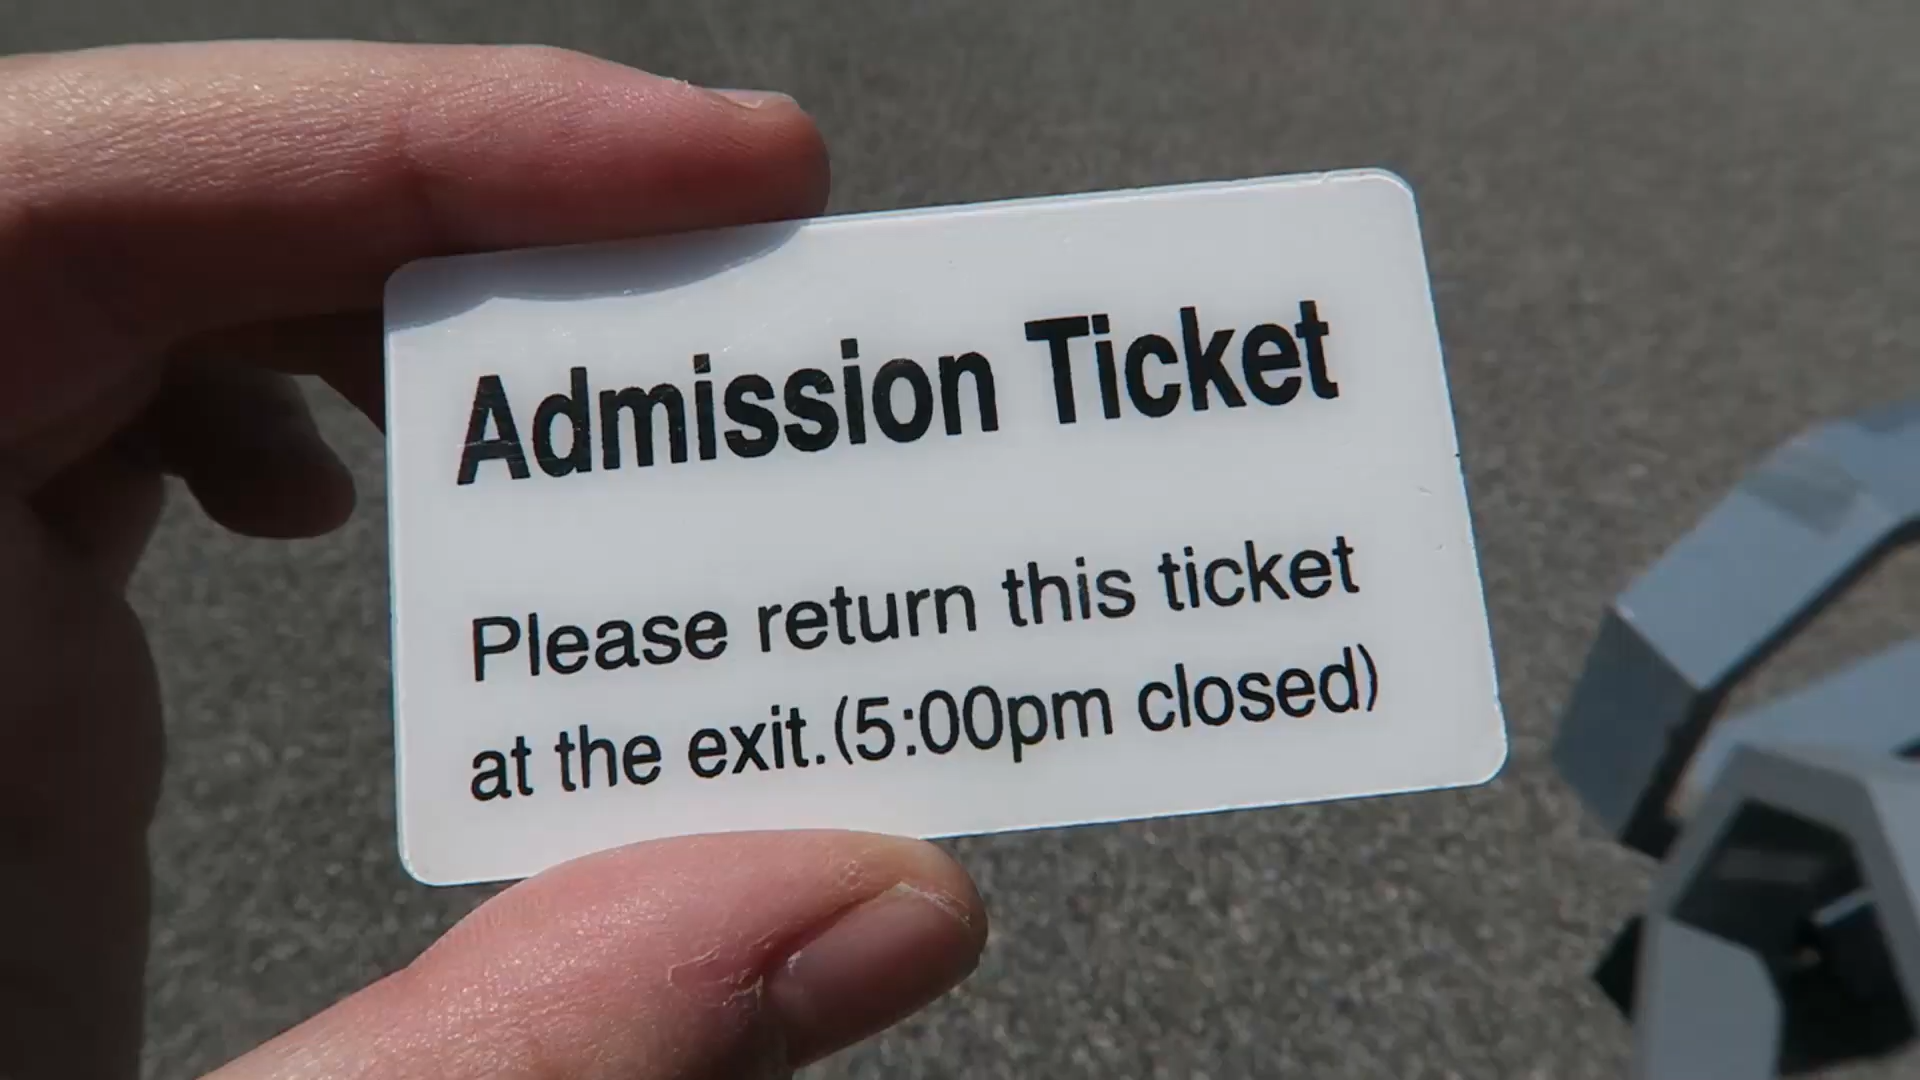 Admission Ticket
Please return this ticket
at the exit.(5:00pm closed)